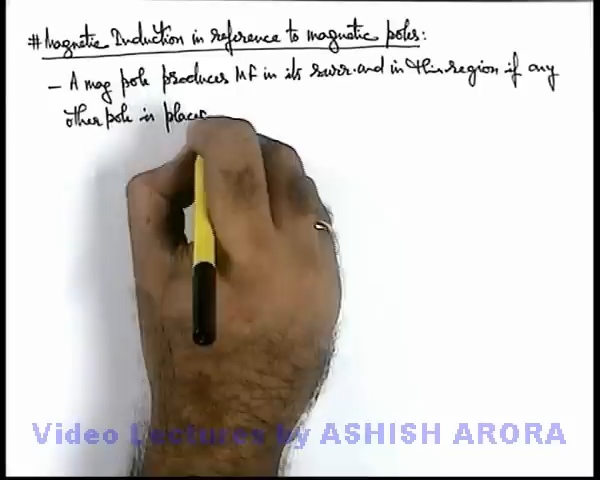 # Magnetic Induction in reference to magnetic poles:
- A mag pole produces MF in its surr. and in this region if any
other pole is place
Video Lectures by ASHISH ARORA